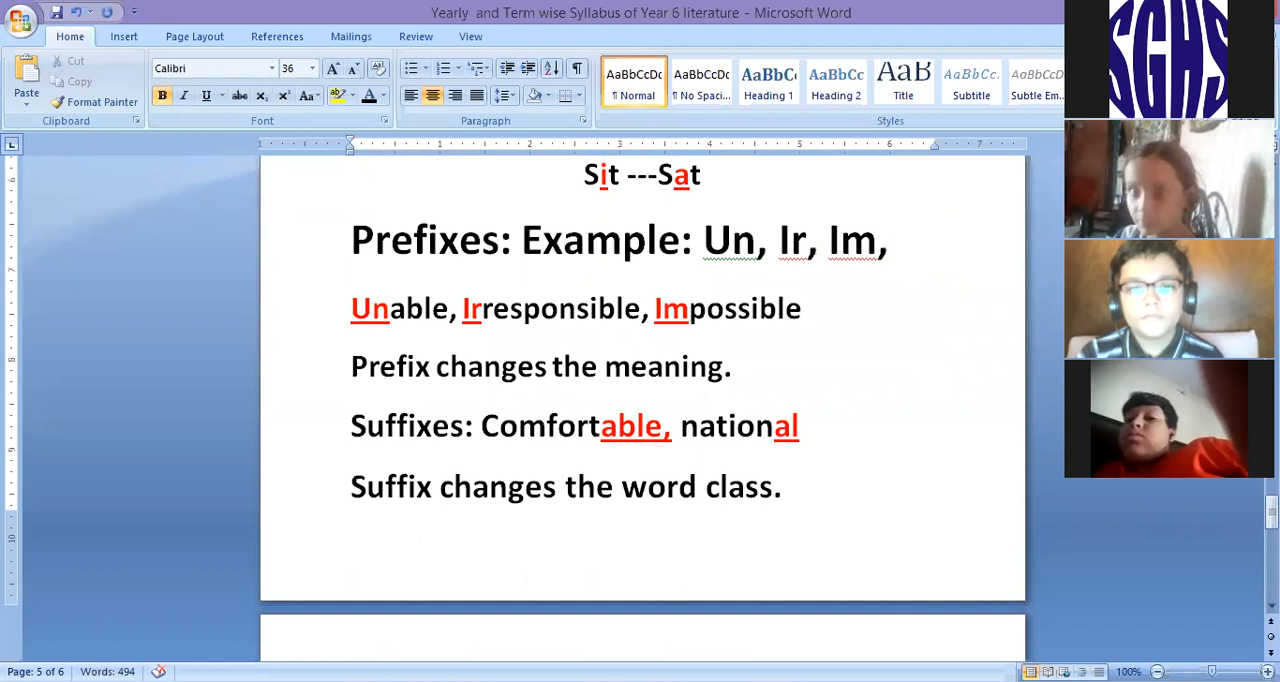 Yearly and Term wise Syllabus of Year 6 literature - Microsoft Word
Home Insert Page Layout References Mailings Review View
Paste
Cut
Copy
Format Painter
Clipboard
Calibri 36
Font
Paragraph
AaBbCcDc AaBbCcDc AaBbC AaBbCc AaB AaBbCc. AaBbCcD
¶ Normal ¶ No Spaci... Heading 1 Heading 2 Title Subtitle Subtle Em...
Styles
SGHS
Sit ---Sat
Prefixes: Example: Un, Ir, Im,
Unable, Irresponsible, Impossible
Prefix changes the meaning.
Suffixes: Comfortable, national
Suffix changes the word class.
Page: 5 of 6 Words: 494 100%